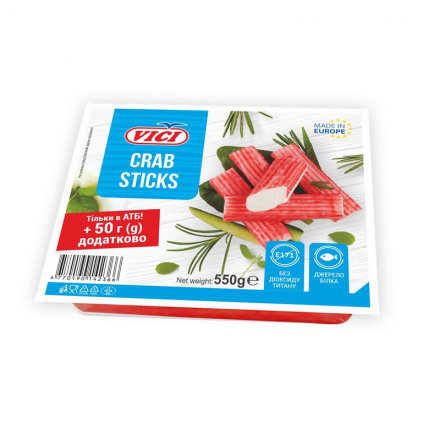 VICI
MADE IN
EUROPE
CRAB
STICKS
Тільки в АТБ!
+ 50 г (g)
додатково
E171
БЕЗ
ДІОКСИДУ
ТИТАНУ
ДЖЕРЕЛО
БІЛКА
Net weight: 550g℮
4770190142366